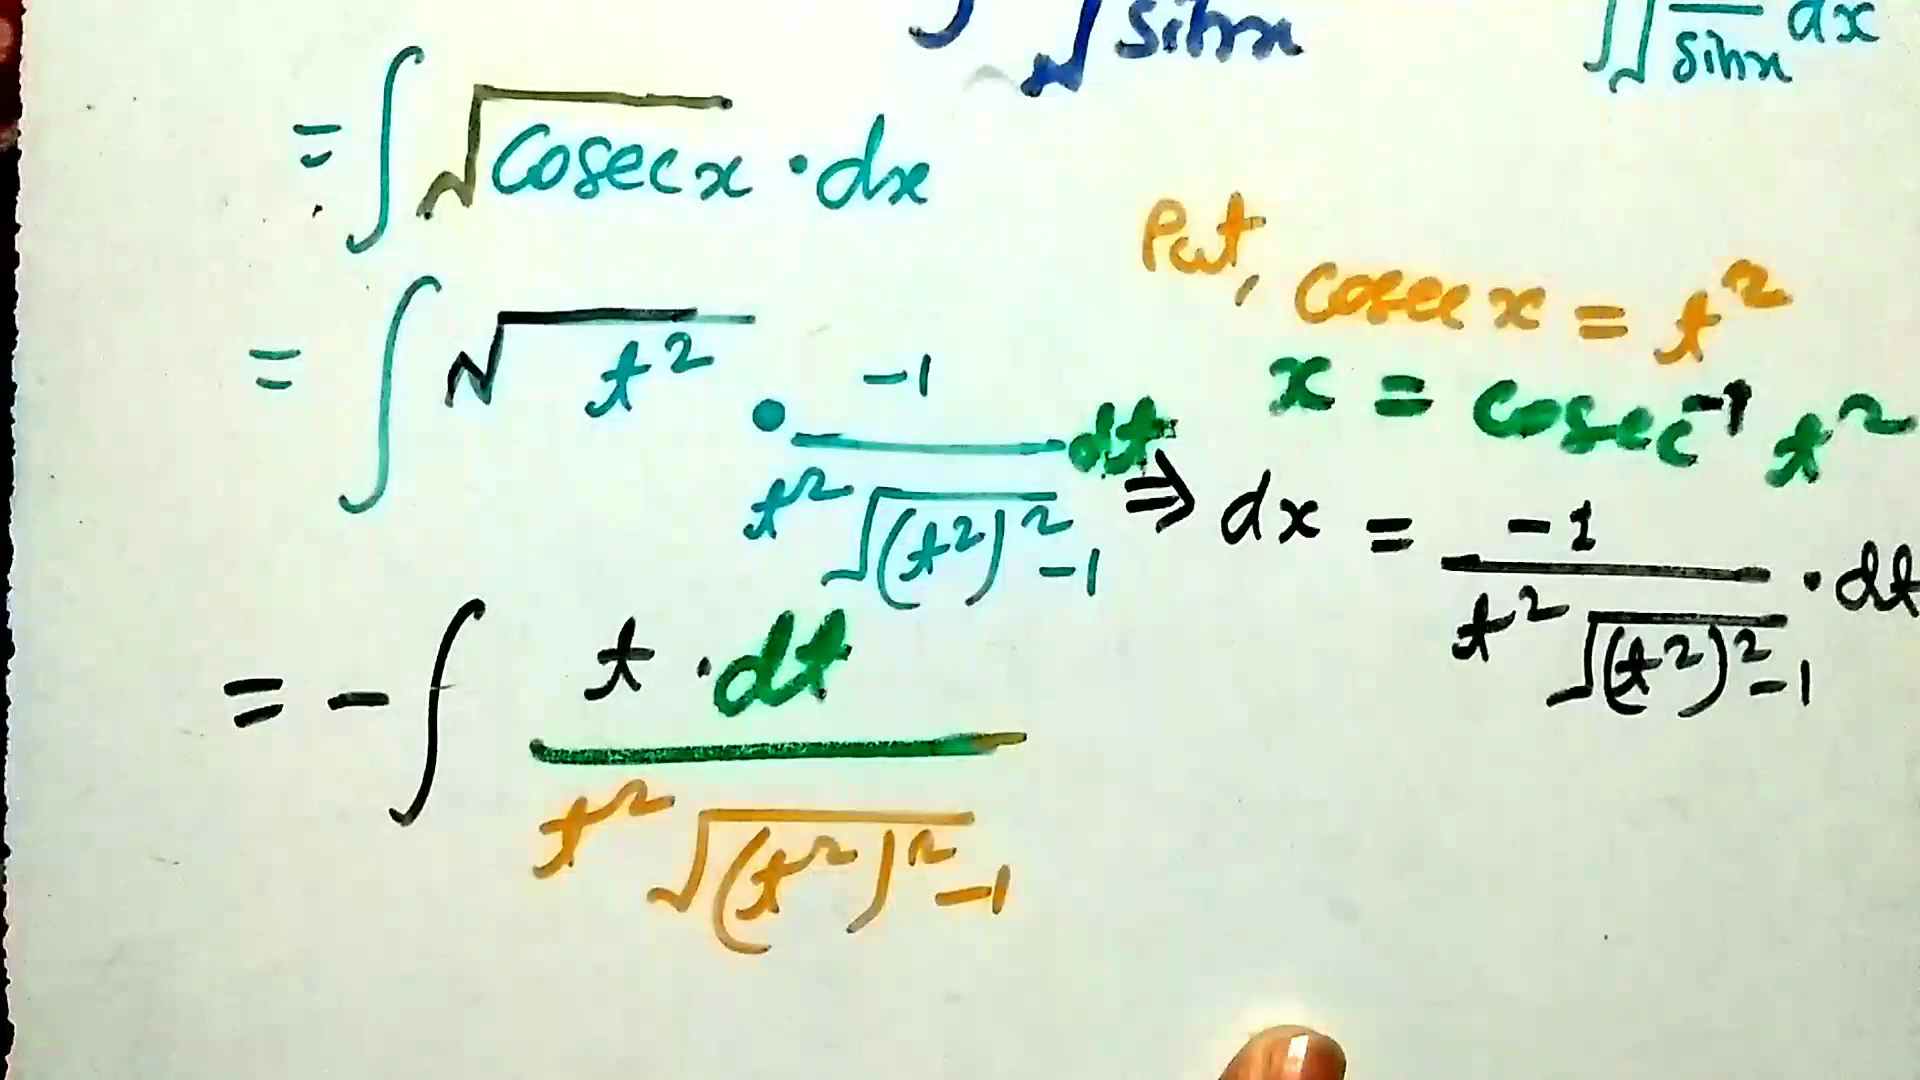 ∫ √sinx
∫√/sinx dx
= ∫ √cosecx · dx
Put, cosecx = t²
x = cosec⁻¹ t²
= ∫ √t² · -1/t²√(t²)²-1 dt
⇒ dx = -1/t²√(t²)²-1 · dt
= - ∫ t · dt/t²√(t²)²-1